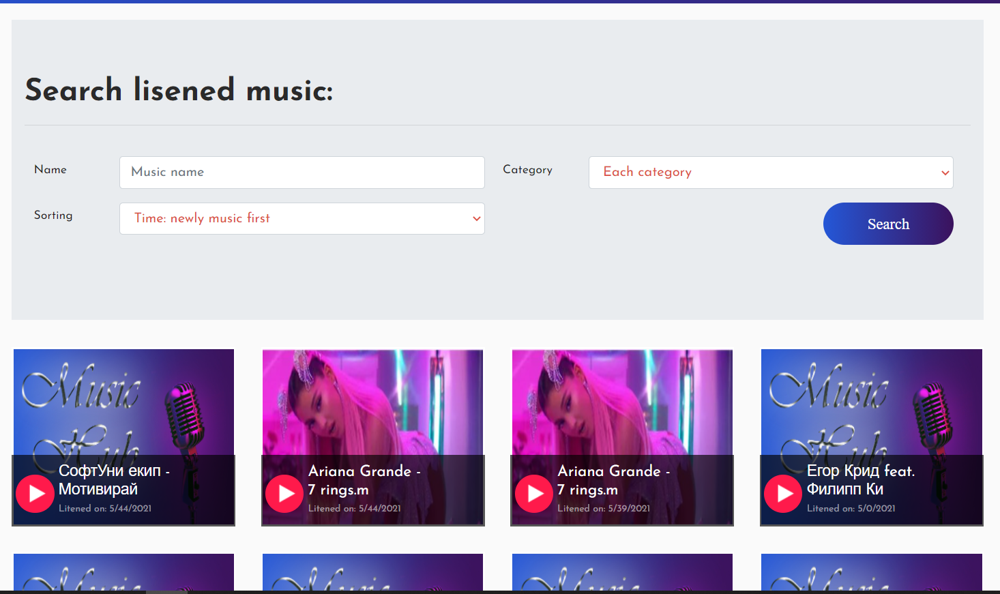 Search lisened music:
Name
Music name
Category
Each category
Sorting
Time: newly music first
Search
Music
Hub
СофтУни екип -
Мотивирай
Litened on: 5/44/2021
Ariana Grande -
7 rings.m
Litened on: 5/44/2021
Ariana Grande -
7 rings.m
Litened on: 5/39/2021
Music
Hub
Егор Крид feat.
Филипп Ки
Litened on: 5/0/2021